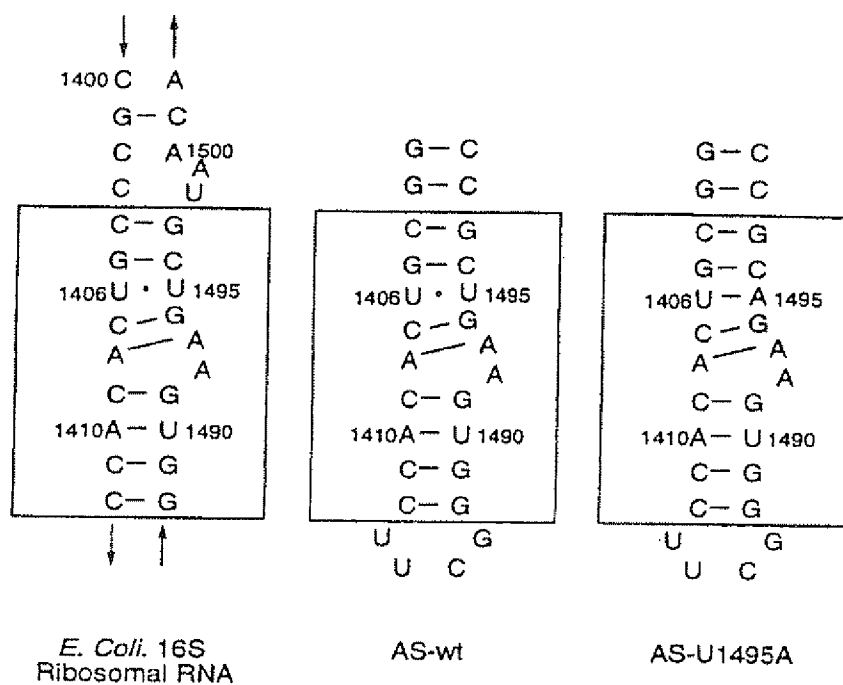 1400 C A
G – C
C A 1500
A
C U
C – G
G – C
1406 U · U 1495
C – G
A A
A
C – G
1410 A – U 1490
C – G
C – G
E. Coli. 16S
Ribosomal RNA
G – C
G – C
C – G
G C
1406 U · U 1495
C – G
A A
A
C G
1410 A – U 1490
C – G
C – G
U G
U C
AS-wt
G – C
G – C
C – G
G – C
1406 U – A 1495
C – G
A A
A
C G
1410 A – U 1490
C – G
C – G
U G
U C
AS-U1495A